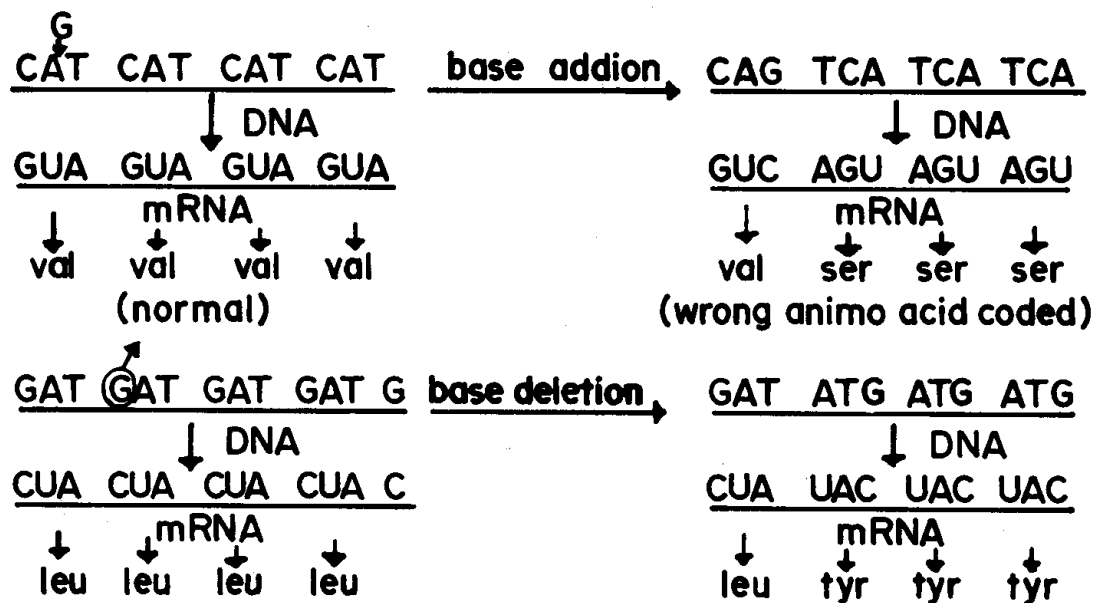 G
CAT CAT CAT CAT base addion CAG TCA TCA TCA
DNA DNA
GUA GUA GUA GUA GUC AGU AGU AGU
mRNA mRNA
val val val val val ser ser ser
(normal) (wrong animo acid coded)
GAT GAT GAT GAT G base deletion GAT ATG ATG ATG
DNA DNA
CUA CUA CUA CUA C CUA UAC UAC UAC
mRNA mRNA
leu leu leu leu leu tyr tyr tyr